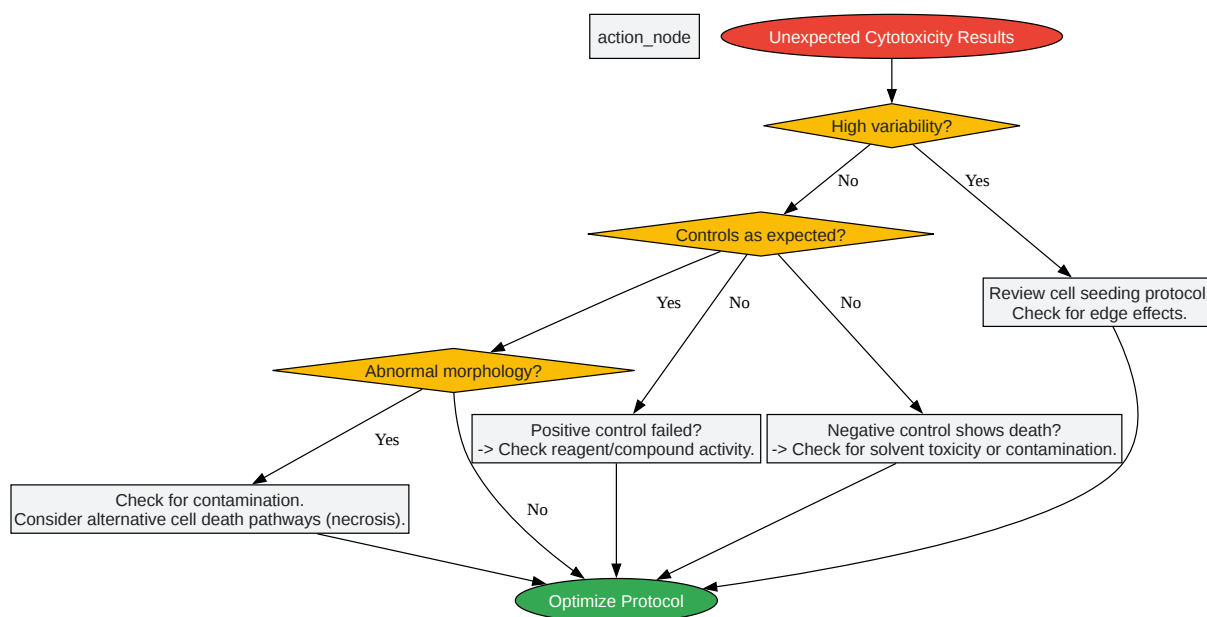 action_node
Unexpected Cytotoxicity Results
High variability?
No
Yes
Controls as expected?
Yes
No
No
Review cell seeding protocol.
Check for edge effects.
Abnormal morphology?
Yes
No
Positive control failed?
-> Check reagent/compound activity.
Negative control shows death?
-> Check for solvent toxicity or contamination.
Check for contamination.
Consider alternative cell death pathways (necrosis).
Optimize Protocol